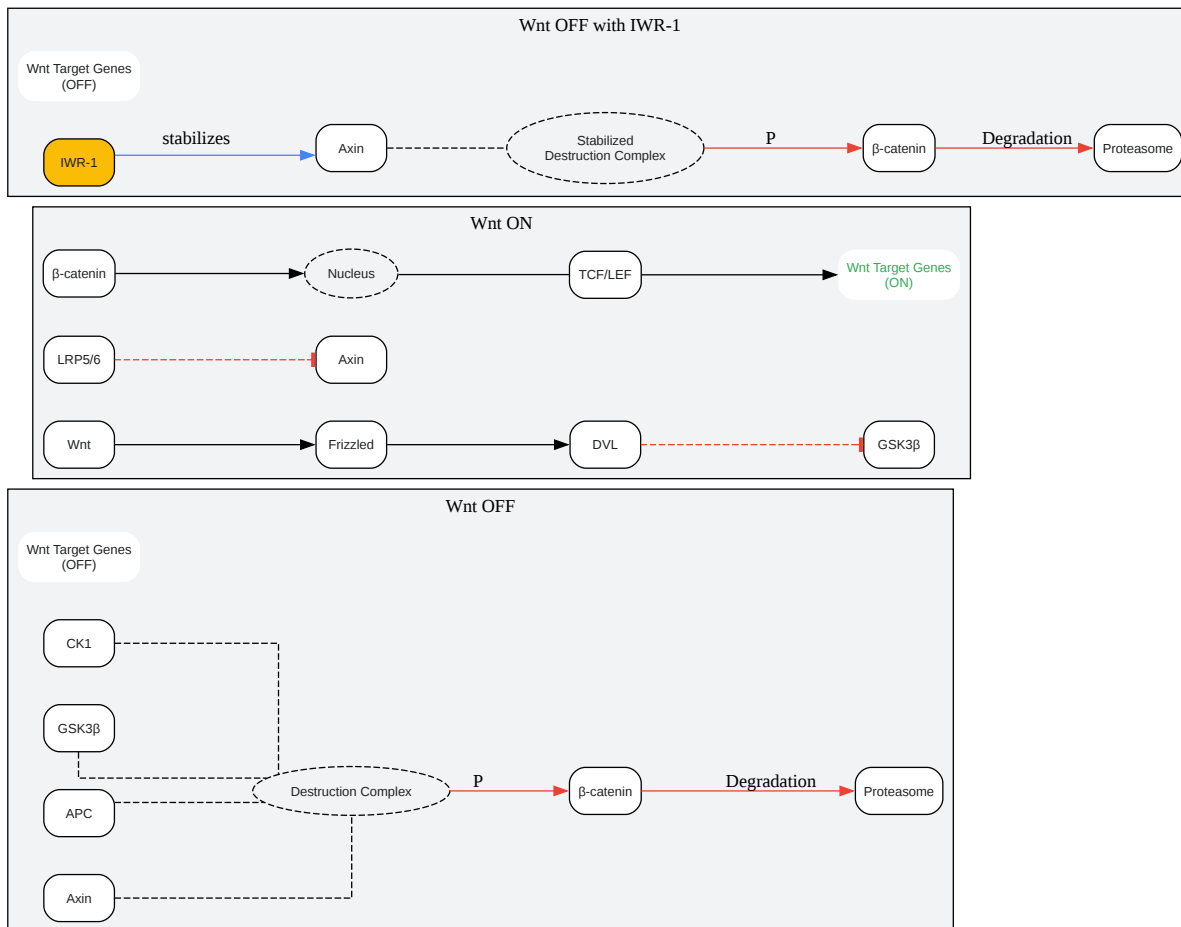 Wnt OFF with IWR-1
Wnt Target Genes
(OFF)
IWR-1
stabilizes
Axin
Stabilized
Destruction Complex
P
β-catenin
Degradation
Proteasome
Wnt ON
β-catenin
Nucleus
TCF/LEF
Wnt Target Genes
(ON)
LRP5/6
Axin
Wnt
Frizzled
DVL
GSK3β
Wnt OFF
Wnt Target Genes
(OFF)
CK1
GSK3β
APC
Destruction Complex
P
β-catenin
Degradation
Proteasome
Axin